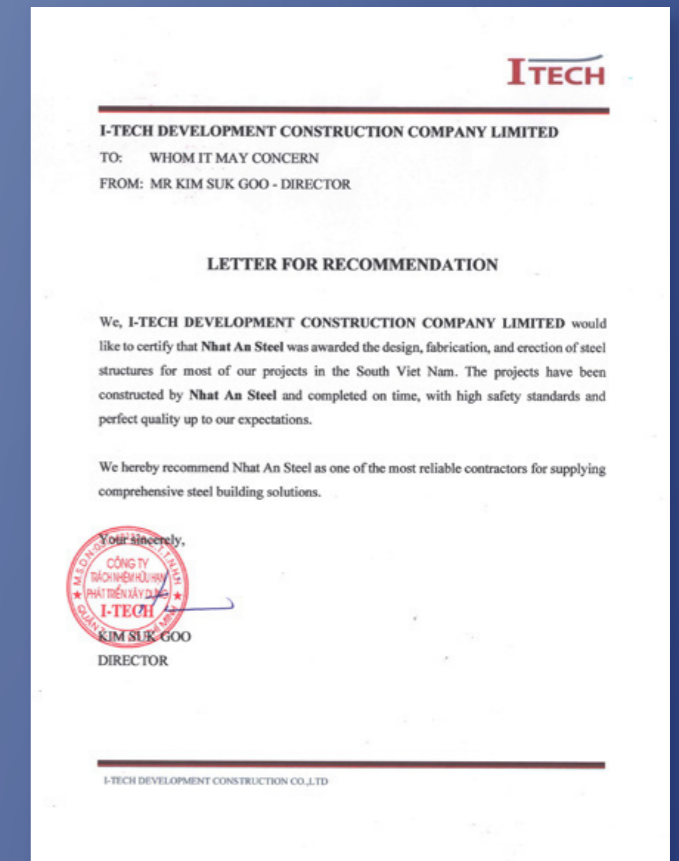 ITECH
I-TECH DEVELOPMENT CONSTRUCTION COMPANY LIMITED
TO: WHOM IT MAY CONCERN
FROM: MR KIM SUK GOO - DIRECTOR
LETTER FOR RECOMMENDATION
We, I-TECH DEVELOPMENT CONSTRUCTION COMPANY LIMITED would
like to certify that Nhat An Steel was awarded the design, fabrication, and erection of steel
structures for most of our projects in the South Viet Nam. The projects have been
constructed by Nhat An Steel and completed on time, with high safety standards and
perfect quality up to our expectations.
We hereby recommend Nhat An Steel as one of the most reliable contractors for supplying
comprehensive steel building solutions.
Your sincerely,
CÔNG TY
TRÁCH NHIỆM HỮU HẠN
PHÁT TRIỂN XÂY DỰNG
I-TECH
KIM SUK GOO
DIRECTOR
I-TECH DEVELOPMENT CONSTRUCTION CO.,LTD